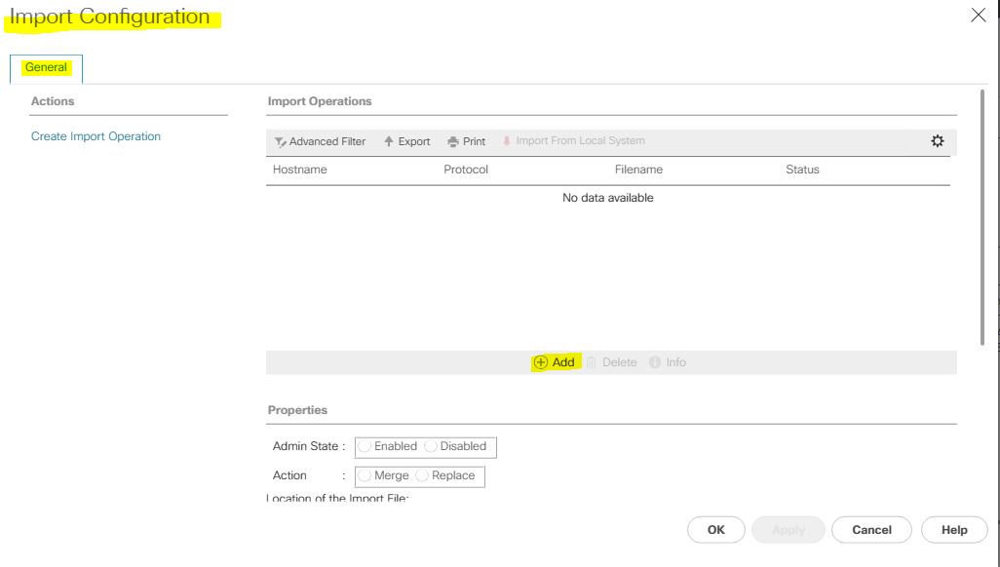 Import Configuration
General
Actions
Create Import Operation
Import Operations
Advanced Filter Export Print Import From Local System
Hostname Protocol Filename Status
No data available
Add Delete Info
Properties
Admin State : Enabled Disabled
Action : Merge Replace
Location of the Import File:
OK Apply Cancel Help